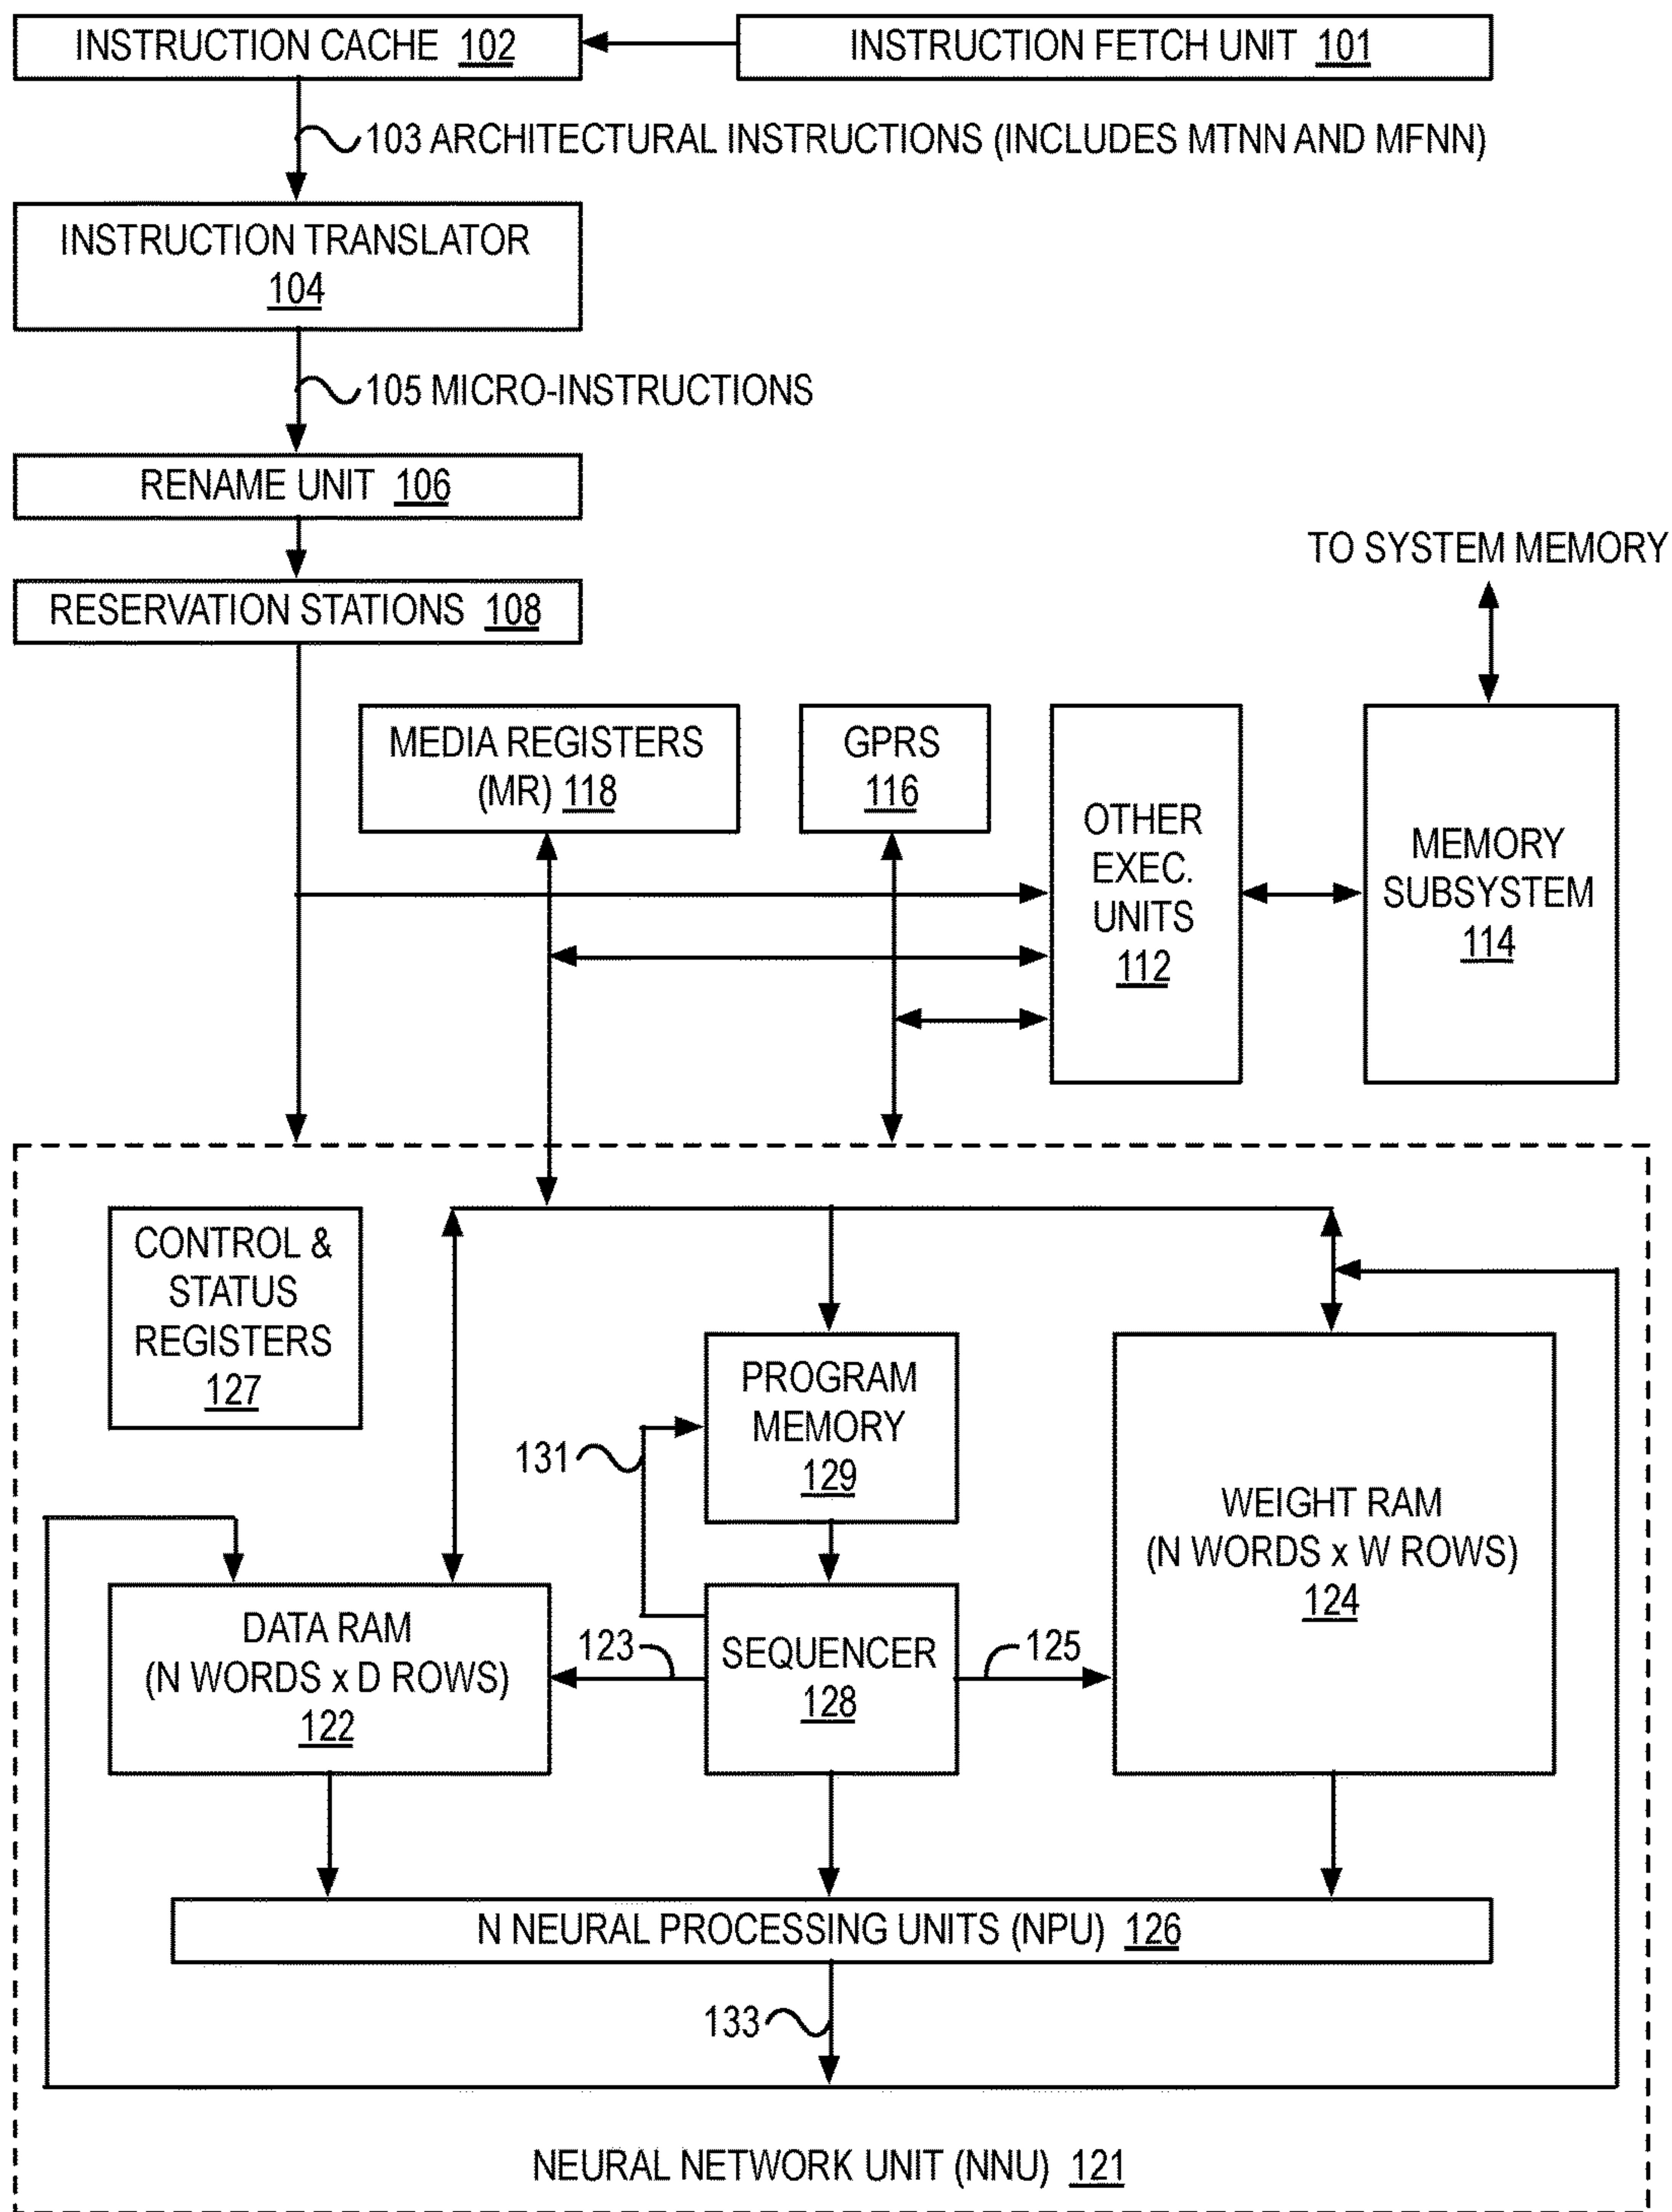 INSTRUCTION CACHE 102
INSTRUCTION FETCH UNIT 101
103 ARCHITECTURAL INSTRUCTIONS (INCLUDES MTNN AND MFNN)
INSTRUCTION TRANSLATOR
104
105 MICRO-INSTRUCTIONS
RENAME UNIT 106
RESERVATION STATIONS 108
TO SYSTEM MEMORY
MEDIA REGISTERS
(MR) 118
GPRS
116
OTHER
EXEC.
UNITS
112
MEMORY
SUBSYSTEM
114
CONTROL &
STATUS
REGISTERS
127
PROGRAM
MEMORY
129
131
WEIGHT RAM
(N WORDS x W ROWS)
124
DATA RAM
(N WORDS x D ROWS)
122
123
SEQUENCER
128
125
N NEURAL PROCESSING UNITS (NPU) 126
133
NEURAL NETWORK UNIT (NNU) 121